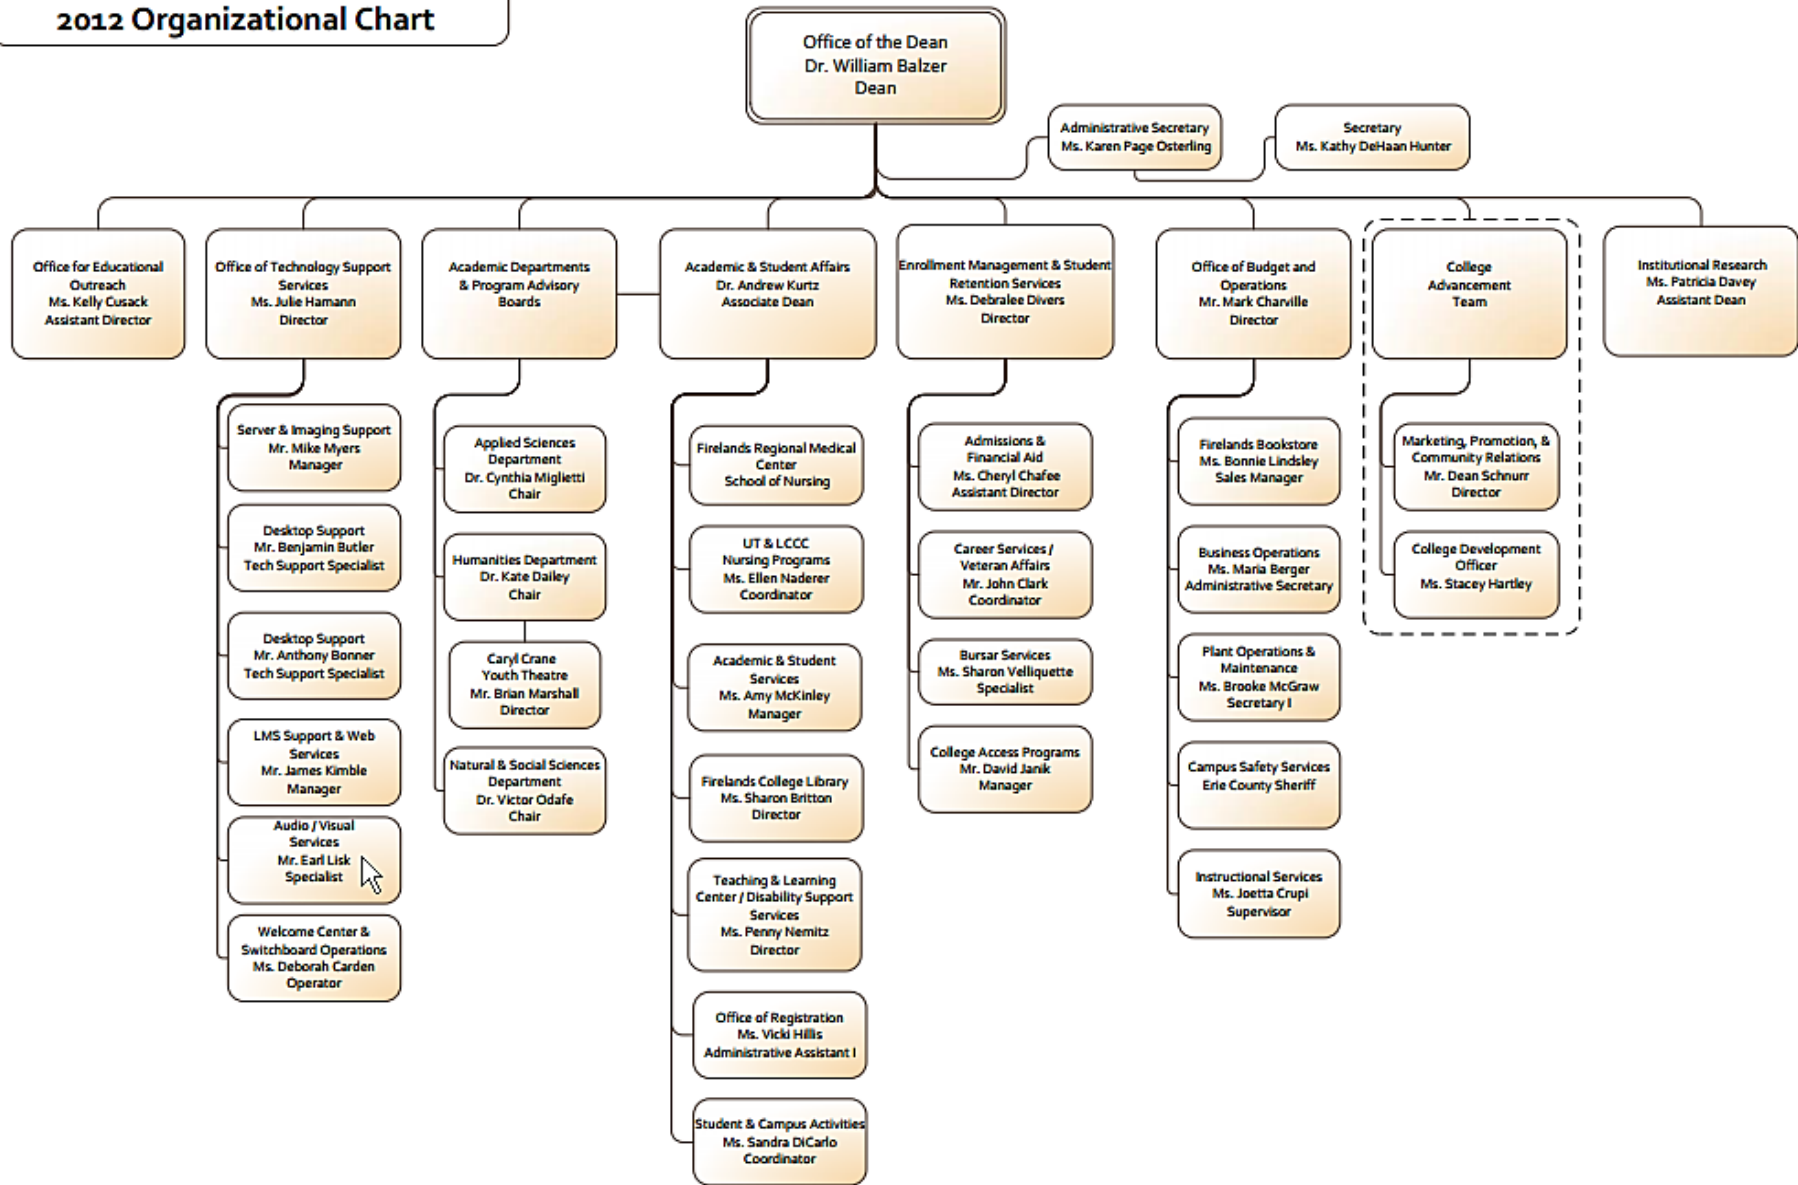 2012 Organizational Chart
Office of the Dean
Dr. William Balzer
Dean
Administrative Secretary
Ms. Karen Page Osterling
Secretary
Ms. Kathy DeHaan Hunter
Office for Educational
Outreach
Ms. Kelly Cusack
Assistant Director
Office of Technology Support
Services
Ms. Julie Hamann
Director
Academic Departments
& Program Advisory
Boards
Academic & Student Affairs
Dr. Andrew Kurtz
Associate Dean
Enrollment Management & Student
Retention Services
Ms. Debralee Divers
Director
Office of Budget and
Operations
Mr. Mark Charville
Director
College
Advancement
Team
Institutional Research
Ms. Patricia Davey
Assistant Dean
Server & Imaging Support
Mr. Mike Myers
Manager
Desktop Support
Mr. Benjamin Butler
Tech Support Specialist
Desktop Support
Mr. Anthony Bonner
Tech Support Specialist
LMS Support & Web
Services
Mr. James Kimble
Manager
Audio / Visual
Services
Mr. Earl Lisk
Specialist
Welcome Center &
Switchboard Operations
Ms. Deborah Carden
Operator
Applied Sciences
Department
Dr. Cynthia Miglietti
Chair
Humanities Department
Dr. Kate Dailey
Chair
Caryl Crane
Youth Theatre
Mr. Brian Marshall
Director
Natural & Social Sciences
Department
Dr. Victor Odafe
Chair
Firelands Regional Medical
Center
School of Nursing
UT & LCCC
Nursing Programs
Ms. Ellen Naderer
Coordinator
Academic & Student
Services
Ms. Amy McKinley
Manager
Firelands College Library
Ms. Sharon Britton
Director
Teaching & Learning
Center / Disability Support
Services
Ms. Penny Nemitz
Director
Office of Registration
Ms. Vicki Hillis
Administrative Assistant I
Student & Campus Activities
Ms. Sandra DiCarlo
Coordinator
Admissions &
Financial Aid
Ms. Cheryl Chafee
Assistant Director
Career Services /
Veteran Affairs
Mr. John Clark
Coordinator
Bursar Services
Ms. Sharon Velliquette
Specialist
College Access Programs
Mr. David Janik
Manager
Firelands Bookstore
Ms. Bonnie Lindsley
Sales Manager
Business Operations
Ms. Maria Berger
Administrative Secretary
Plant Operations &
Maintenance
Ms. Brooke McGraw
Secretary I
Campus Safety Services
Erie County Sheriff
Instructional Services
Ms. Joetta Crupi
Supervisor
Marketing, Promotion, &
Community Relations
Mr. Dean Schnurr
Director
College Development
Officer
Ms. Stacey Hartley